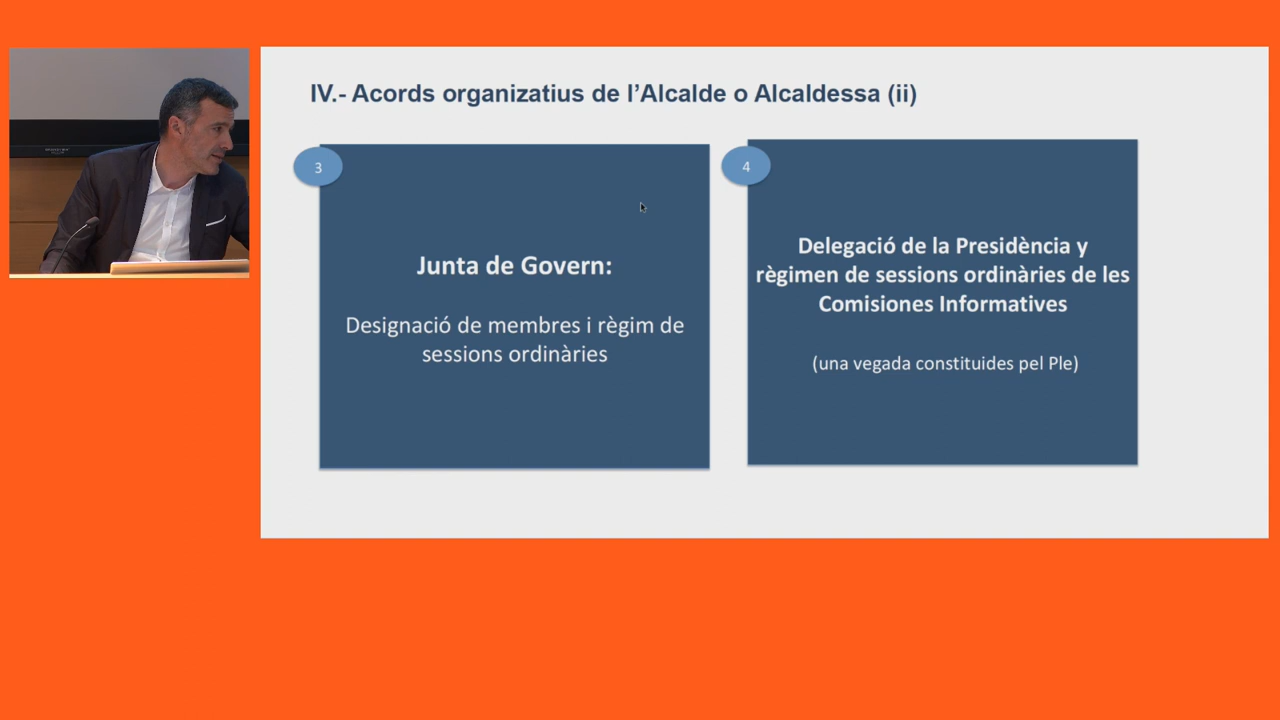 IV.- Acords organizatius de l’Alcalde o Alcaldessa (ii)
3
Junta de Govern:
Designació de membres i règim de
sessions ordinàries
4
Delegació de la Presidència y
règimen de sessions ordinàries de les
Comisiones Informatives
(una vegada constituides pel Ple)